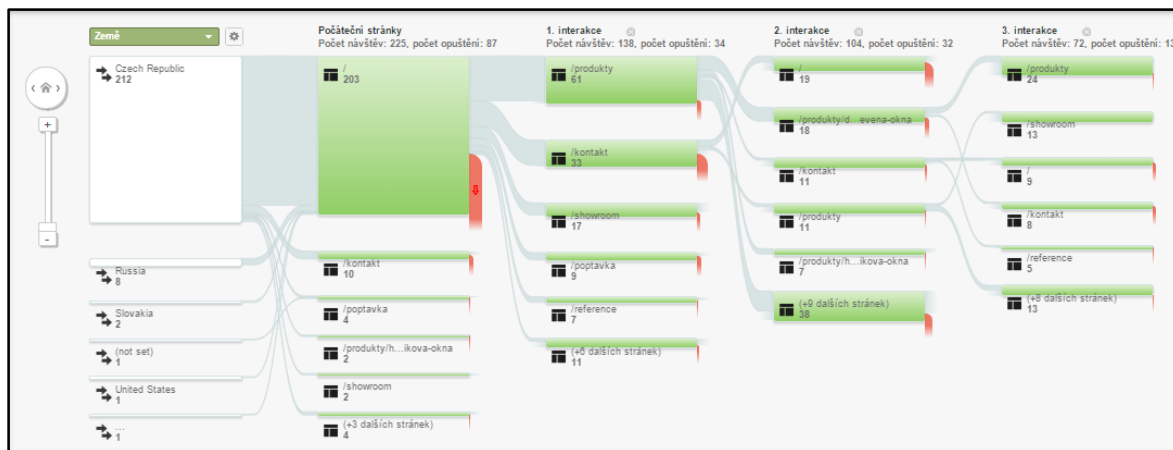 Země
Počáteční stránky
Počet návštěv: 225, počet opuštění: 87
1. interakce
Počet návštěv: 138, počet opuštění: 34
2. interakce
Počet návštěv: 104, počet opuštění: 32
3. interakce
Počet návštěv: 72, počet opuštění: 13
Czech Republic
212
Russia
8
Slovakia
2
(not set)
1
United States
1
...
1
/
203
/kontakt
10
/poptavka
4
/produkty/h...ikova-okna
2
/showroom
2
(+3 dalších stránek)
4
/produkty
61
/kontakt
33
/showroom
17
/poptavka
9
/reference
7
(+6 dalších stránek)
11
/
19
/produkty/d...evena-okna
18
/kontakt
11
/produkty
11
/produkty/h...ikova-okna
7
(+9 dalších stránek)
38
/produkty
24
/showroom
13
/
9
/kontakt
8
/reference
5
(+8 dalších stránek)
13
+
-